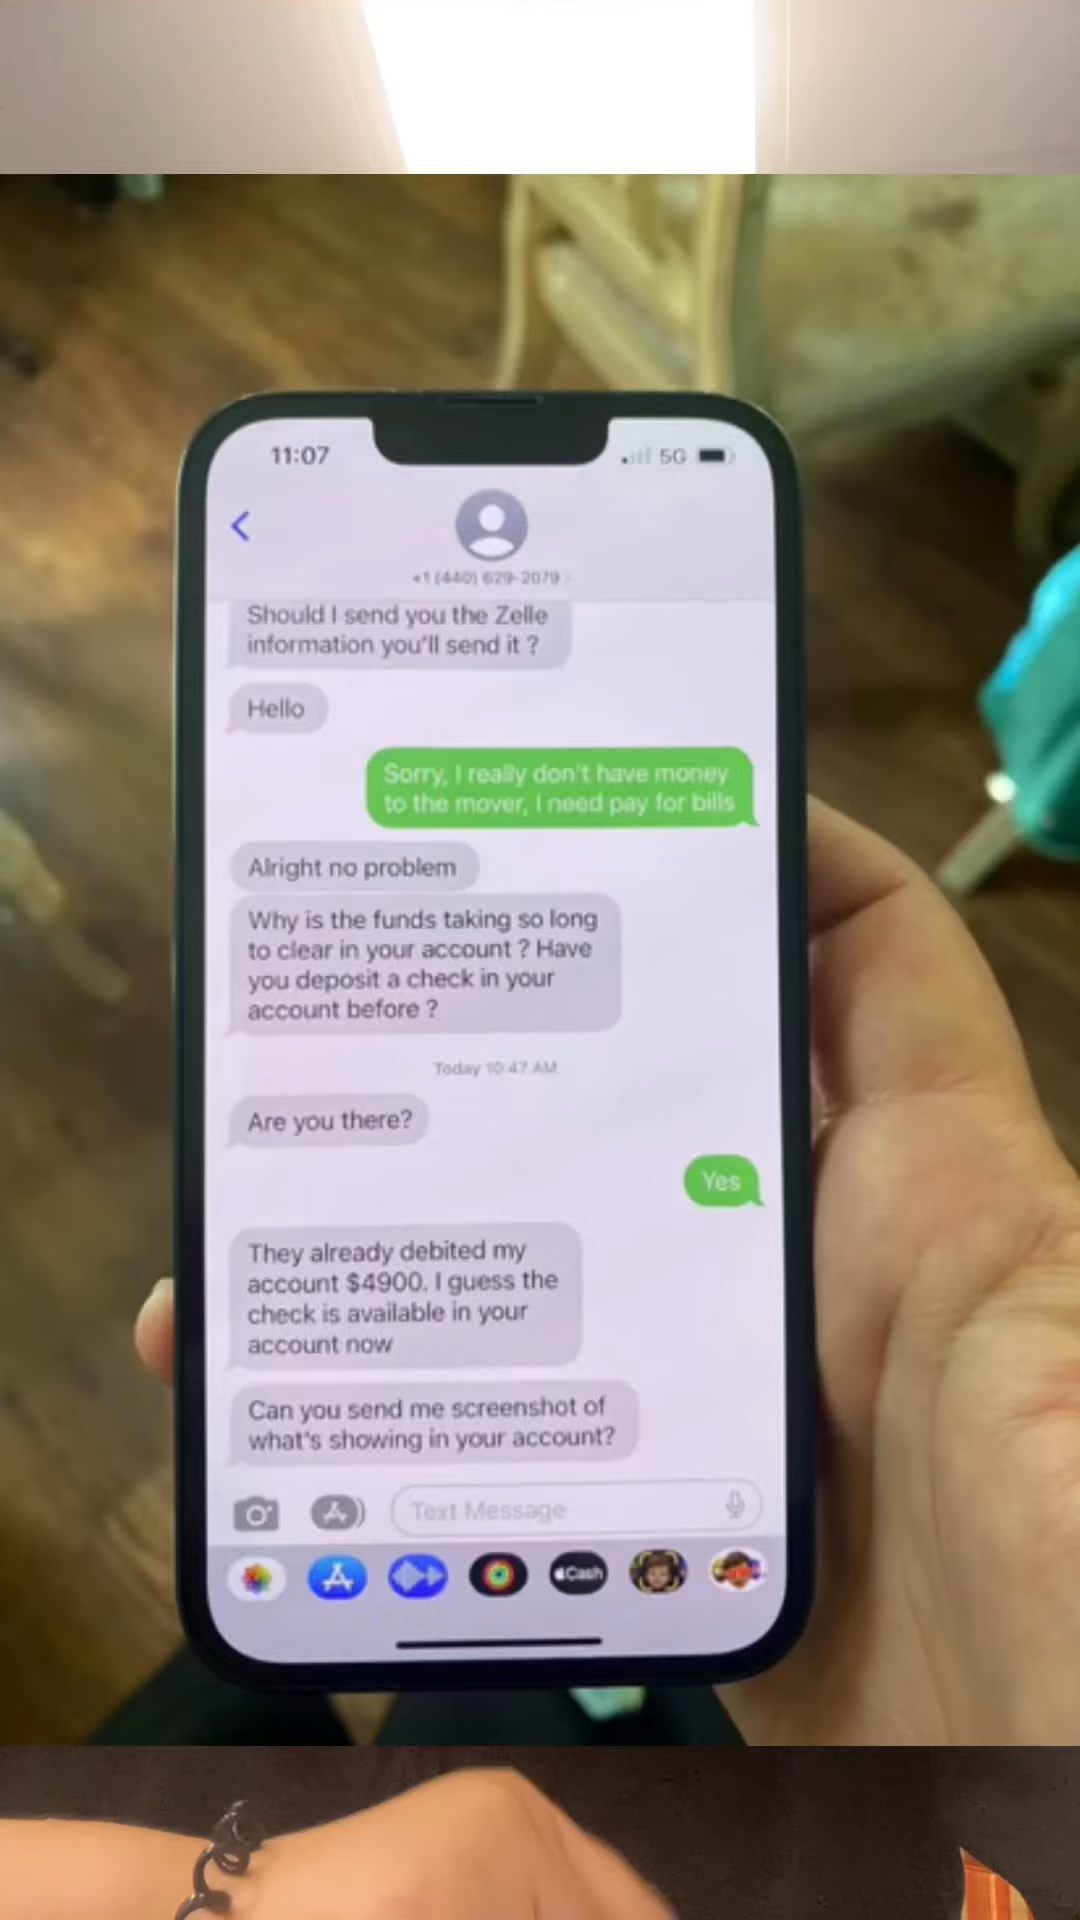 11:07
5G
+1 (440) 629-2079
Should I send you the Zelle
information you'll send it ?
Hello
Sorry, I really don't have money
to the mover, I need pay for bills
Alright no problem
Why is the funds taking so long
to clear in your account ? Have
you deposit a check in your
account before ?
Today 10:47 AM
Are you there?
Yes
They already debited my
account $4900. I guess the
check is available in your
account now
Can you send me screenshot of
what's showing in your account?
Text Message
Cash